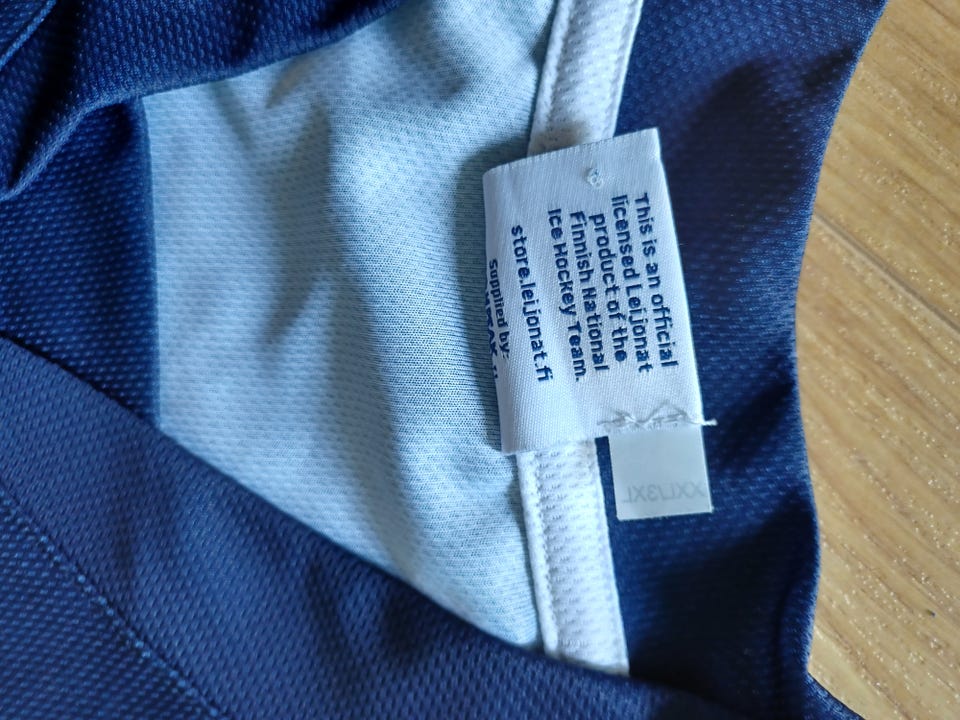 This is an official
licensed Leijonat
product of the
Finnish National
Ice Hockey Team.
store.leijonat.fi
Supplied by:
XXL/3XL